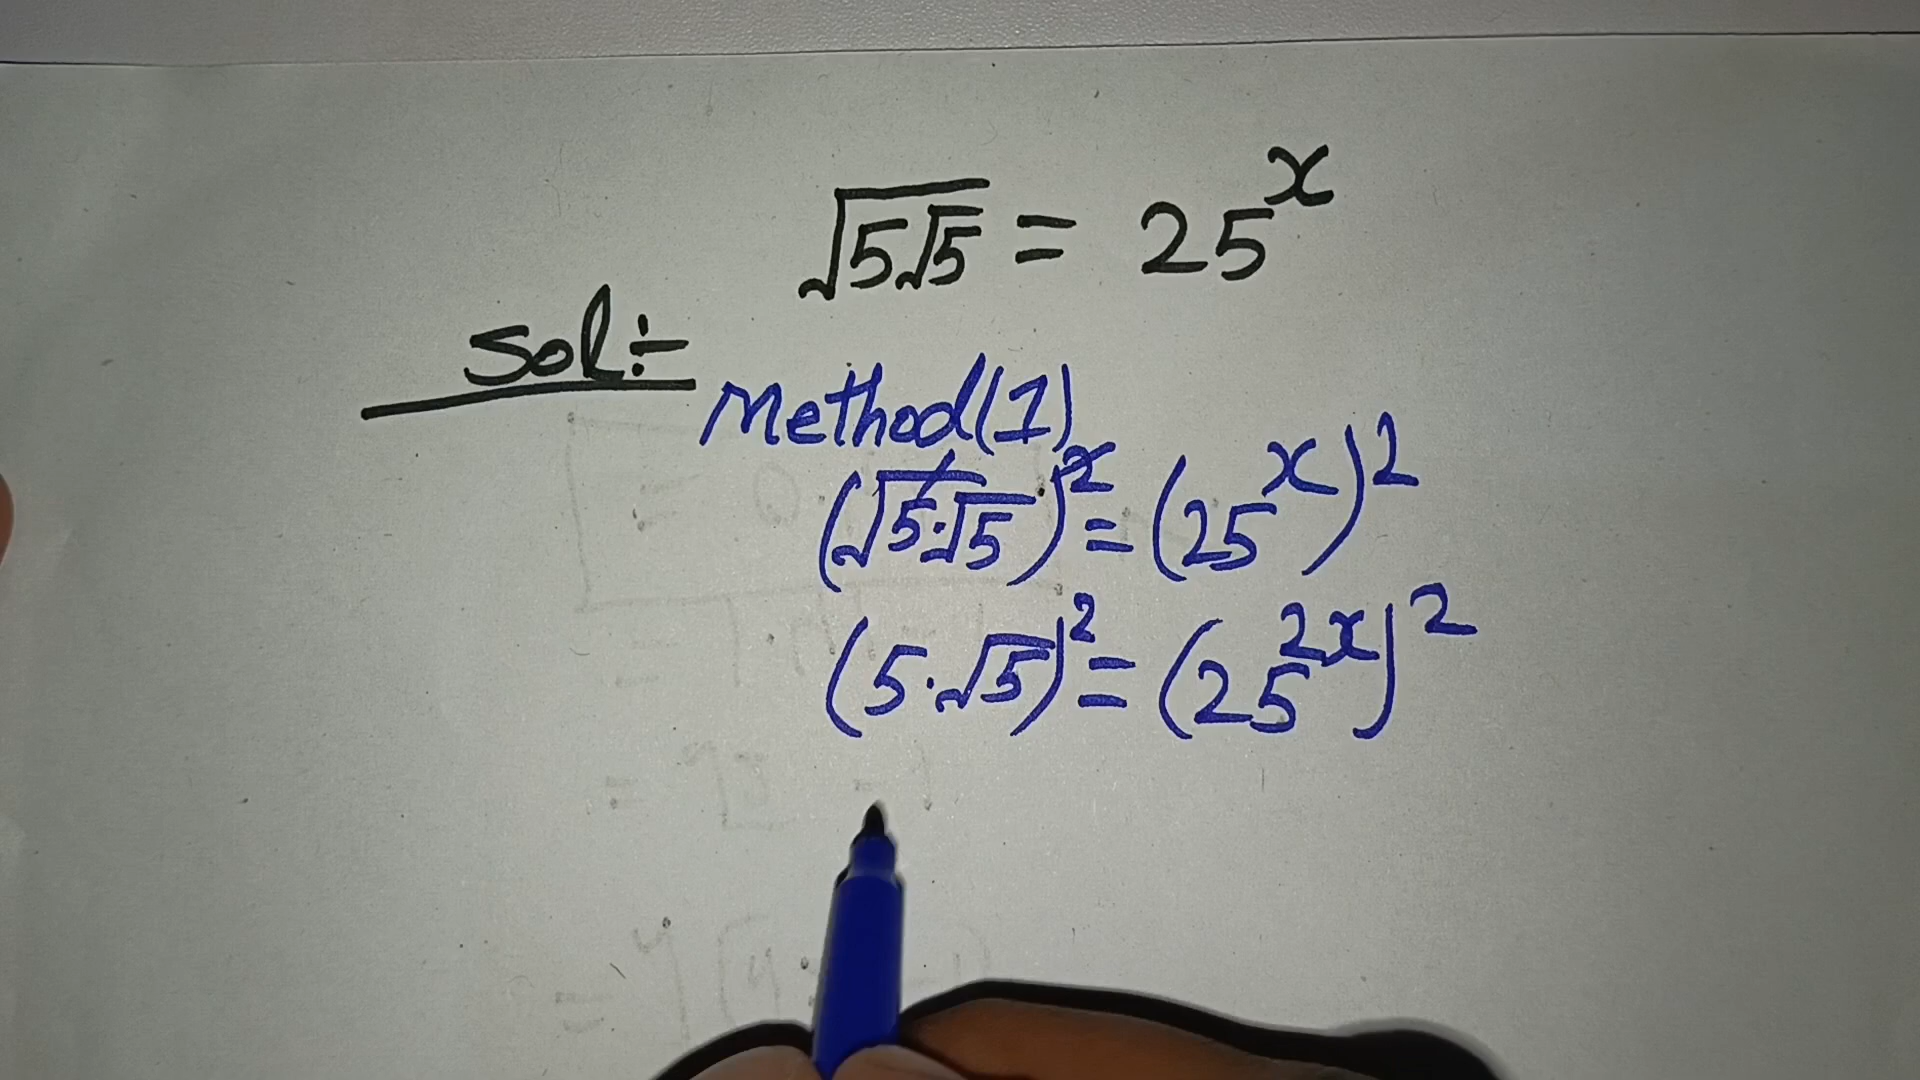 √(5√5) = 25^x
Sol:-
Method(1)
(√(5·√5))^2 = (25^x)^2
(5·√5)^2 = (25^2x)^2